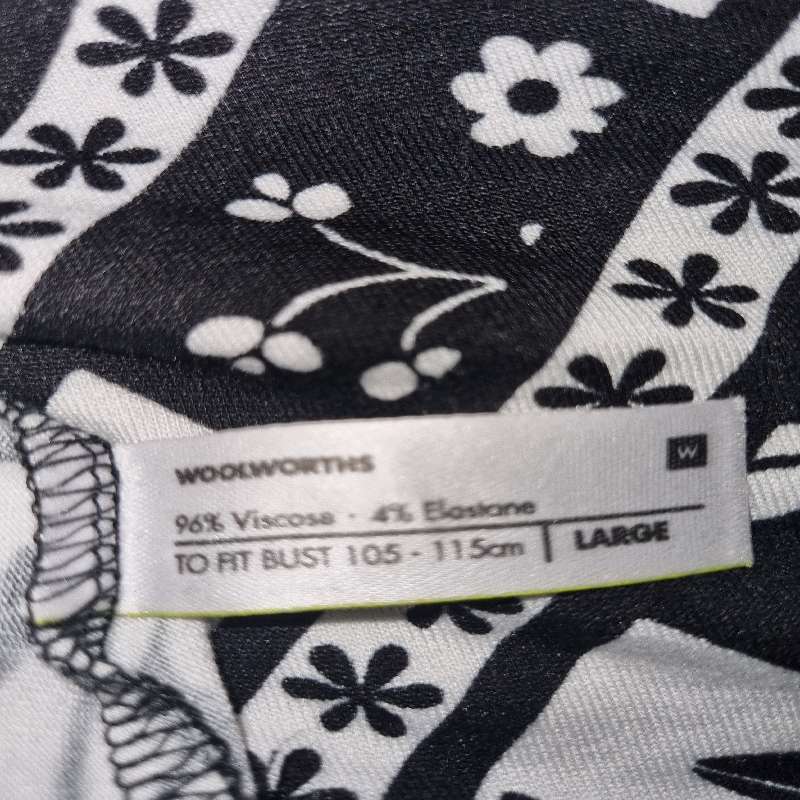 WOOLWORTHS
W
96% Viscose · 4% Elastane
TO FIT BUST 105 - 115cm | LARGE